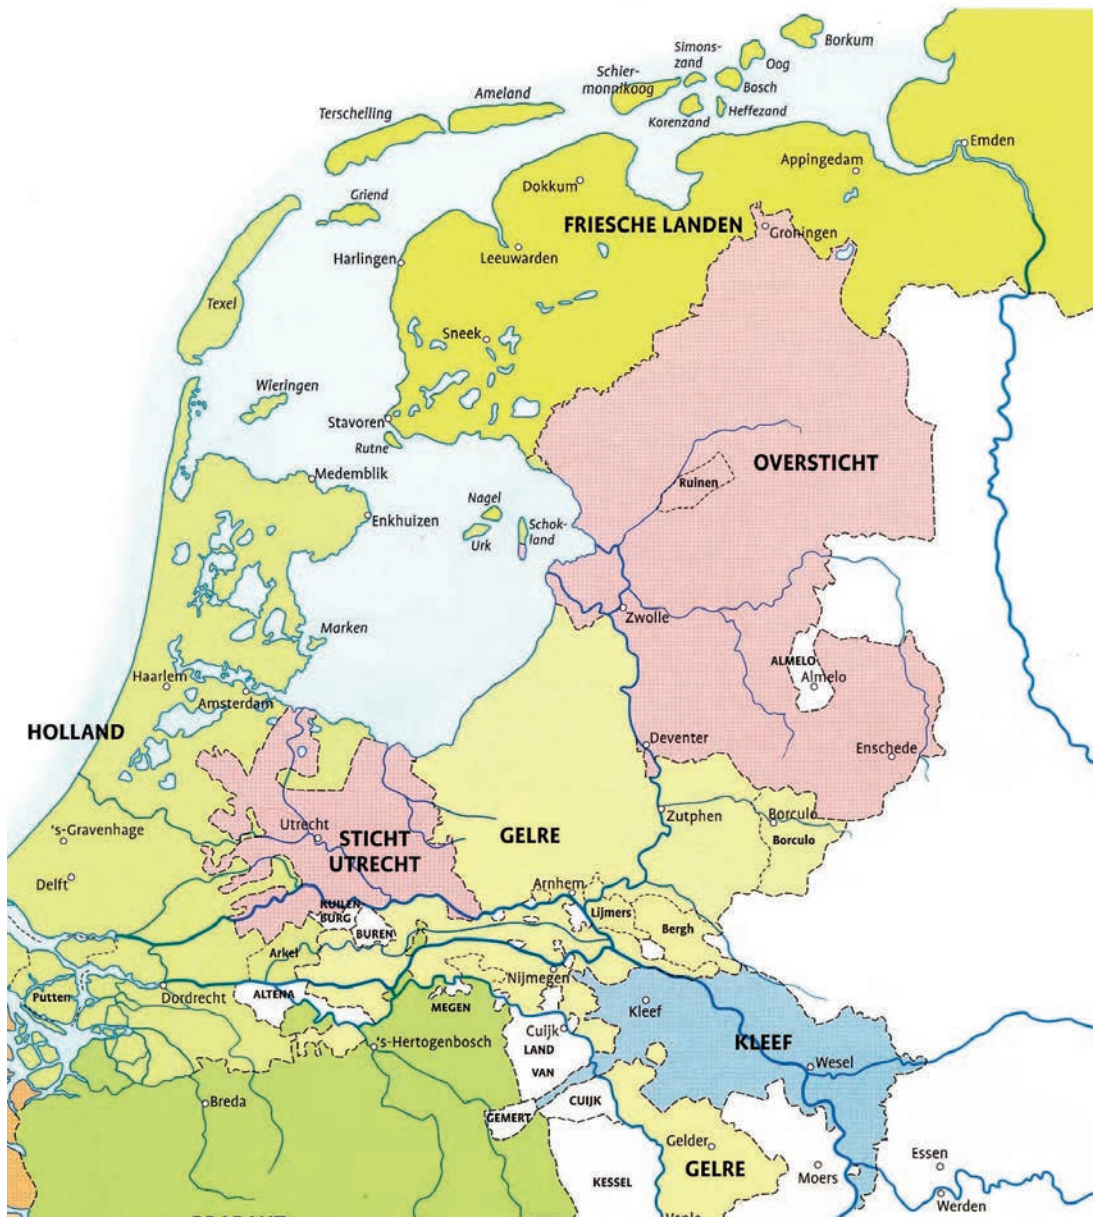 Borkum
Simons-
zand
Oog
Schier-
monnikoog
Bosch
Ameland
Heffezand
Terschelling
Korenzand
Emden
Appingedam
Dokkum
Griend
FRIESCHE LANDEN
Groningen
Harlingen
Leeuwarden
Texel
Sneek
Wieringen
Stavoren
Rutne
OVERSTICHT
Medemblik
Ruinen
Nagel
Enkhuizen
Schok-
land
Urk
Zwolle
Marken
ALMELO
Haarlem
Almelo
Amsterdam
HOLLAND
Deventer
Enschede
Zutphen
Borculo
's-Gravenhage
Utrecht
STICHT
UTRECHT
GELRE
Borculo
Delft
Arnhem
KUILEN
BURG
Lijmers
BUREN
Bergh
Arkel
Nijmegen
Putten
Dordrecht
ALTENA
MEGEN
Kleef
Cuijk
's-Hertogenbosch
LAND
VAN
KLEEF
Wesel
Breda
CUIJK
GEMERT
Gelder
Essen
GELRE
Moers
KESSEL
Werden